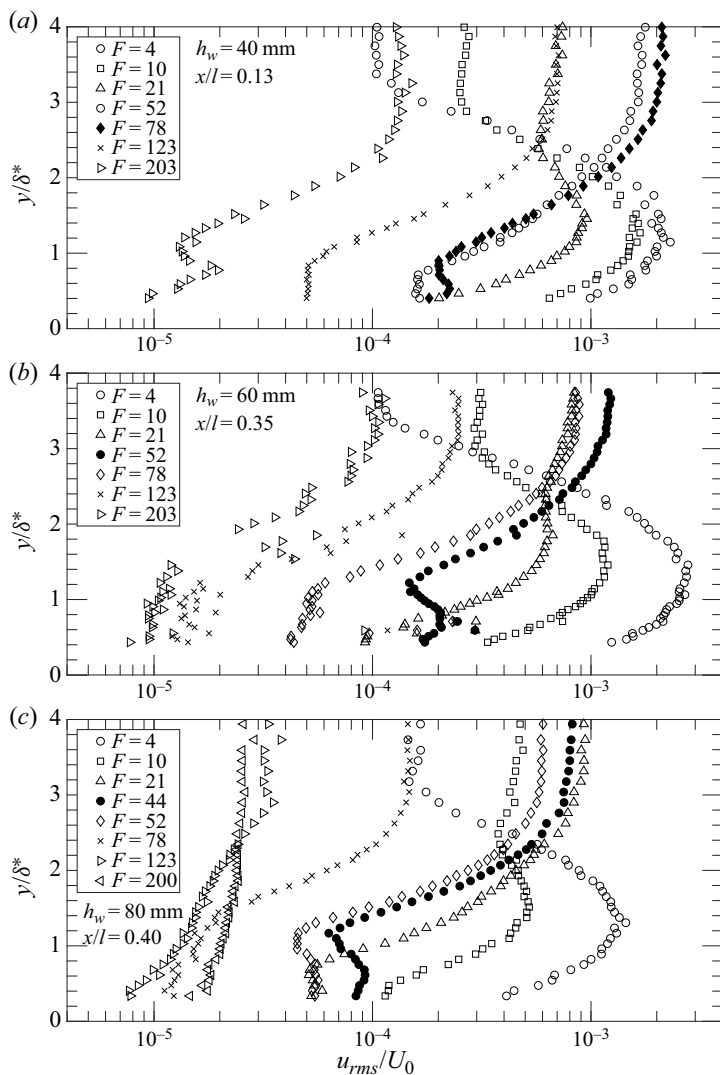 (a)
4
3
2
1
0
y/δ*
F = 4
F = 10
F = 21
F = 52
F = 78
F = 123
F = 203
h_w = 40 mm
x/l = 0.13
10⁻⁵
10⁻⁴
10⁻³
(b)
4
3
2
1
0
y/δ*
F = 4
F = 10
F = 21
F = 52
F = 78
F = 123
F = 203
h_w = 60 mm
x/l = 0.35
10⁻⁵
10⁻⁴
10⁻³
(c)
4
3
2
1
0
y/δ*
F = 4
F = 10
F = 21
F = 44
F = 52
F = 78
F = 123
F = 200
h_w = 80 mm
x/l = 0.40
10⁻⁵
10⁻⁴
10⁻³
u_rms/U₀